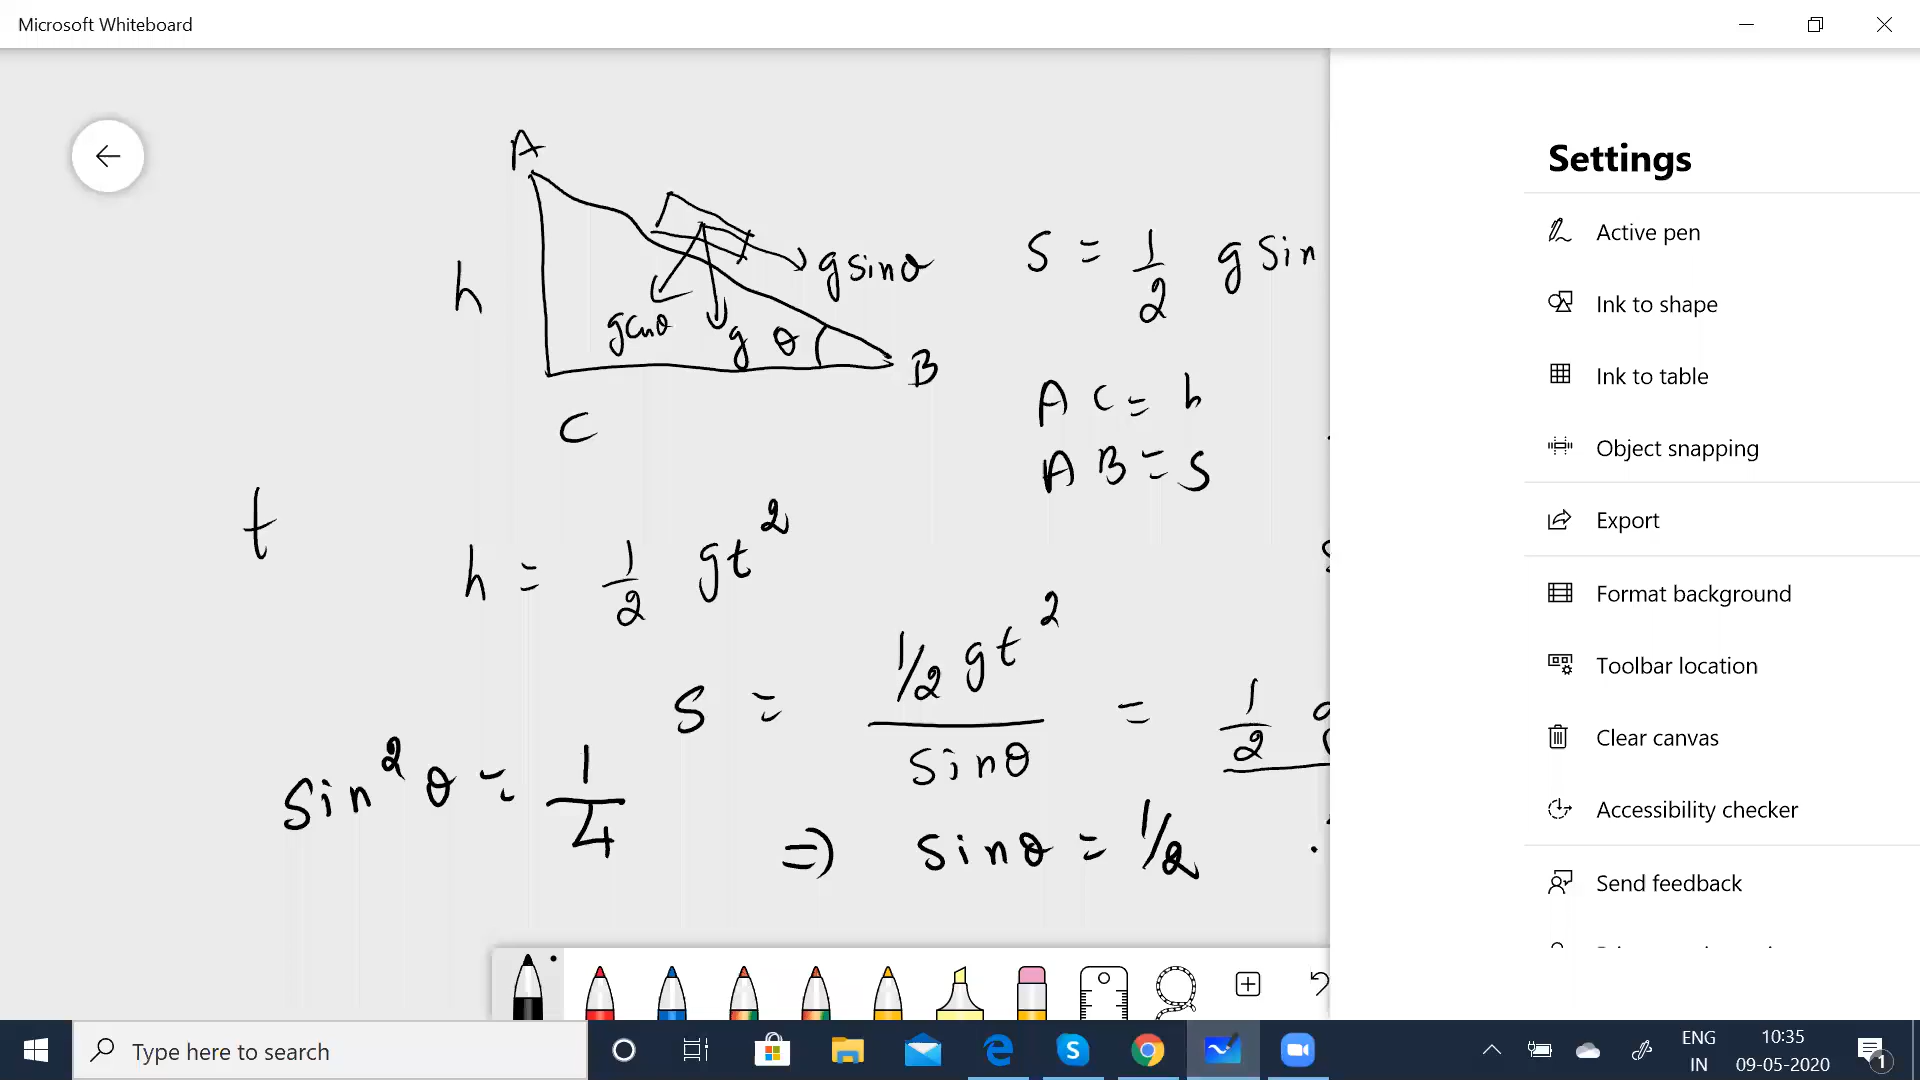 Microsoft Whiteboard
A
h
g sinθ
g cosθ
g
θ
B
C
S = 1/2 g sin
AC = h
AB = S
t
h = 1/2 gt²
S = ½ gt² / sinθ = 1/2
sin²θ = 1/4
⇒ sinθ = ½
Settings
Active pen
Ink to shape
Ink to table
Object snapping
Export
Format background
Toolbar location
Clear canvas
Accessibility checker
Send feedback
Type here to search
ENG
IN
10:35
09-05-2020
1